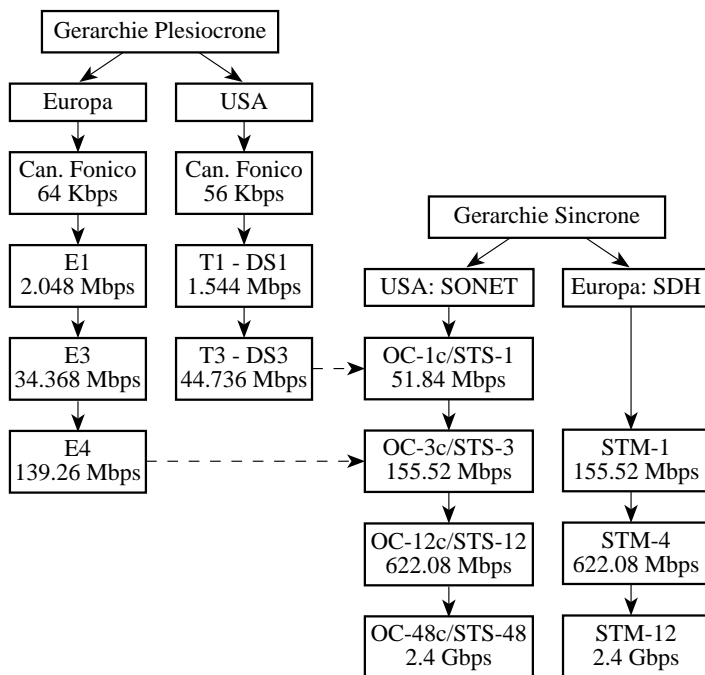 Gerarchie Plesiocrone
Europa
USA
Can. Fonico
64 Kbps
Can. Fonico
56 Kbps
Gerarchie Sincrone
E1
2.048 Mbps
T1 - DS1
1.544 Mbps
USA: SONET
Europa: SDH
E3
34.368 Mbps
T3 - DS3
44.736 Mbps
OC-1c/STS-1
51.84 Mbps
E4
139.26 Mbps
OC-3c/STS-3
155.52 Mbps
STM-1
155.52 Mbps
OC-12c/STS-12
622.08 Mbps
STM-4
622.08 Mbps
OC-48c/STS-48
2.4 Gbps
STM-12
2.4 Gbps